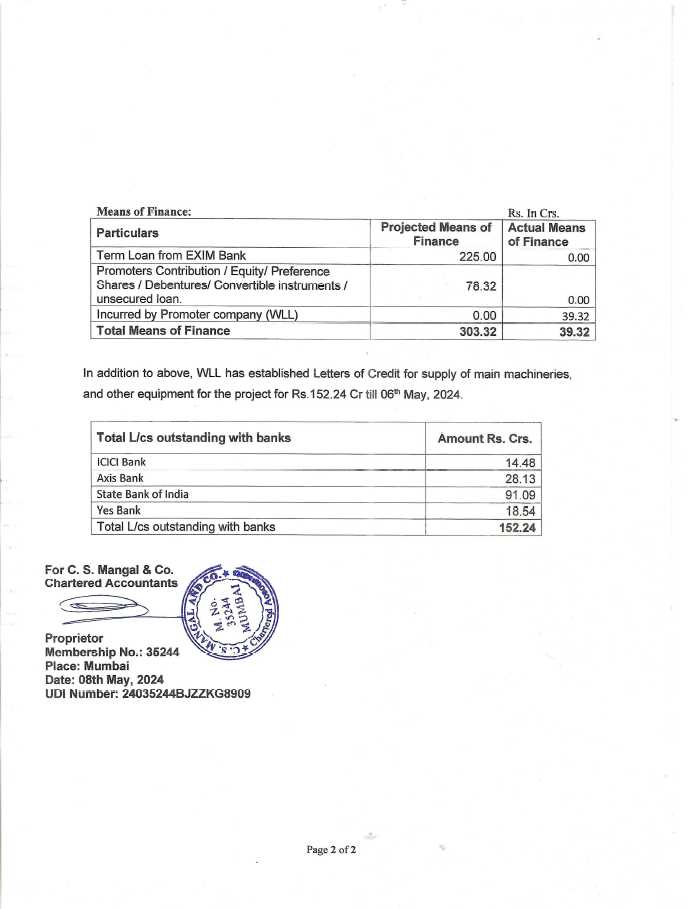 Means of Finance: Rs. In Crs.
Particulars Projected Means of Finance Actual Means of Finance
Term Loan from EXIM Bank 225.00 0.00
Promoters Contribution / Equity/ Preference
Shares / Debentures/ Convertible instruments /
unsecured loan. 78.32 0.00
Incurred by Promoter company (WLL) 0.00 39.32
Total Means of Finance 303.32 39.32
In addition to above, WLL has established Letters of Credit for supply of main machineries,
and other equipment for the project for Rs.152.24 Cr till 06th May, 2024.
Total L/cs outstanding with banks Amount Rs. Crs.
ICICI Bank 14.48
Axis Bank 28.13
State Bank of India 91.09
Yes Bank 18.54
Total L/cs outstanding with banks 152.24
For C. S. Mangal & Co.
Chartered Accountants
C. S. MANGAL AND CO. ★ Chartered Accountants ★
M. No.
35244
MUMBAI
Proprietor
Membership No.: 35244
Place: Mumbai
Date: 08th May, 2024
UDI Number: 24035244BJZZKG8909
Page 2 of 2